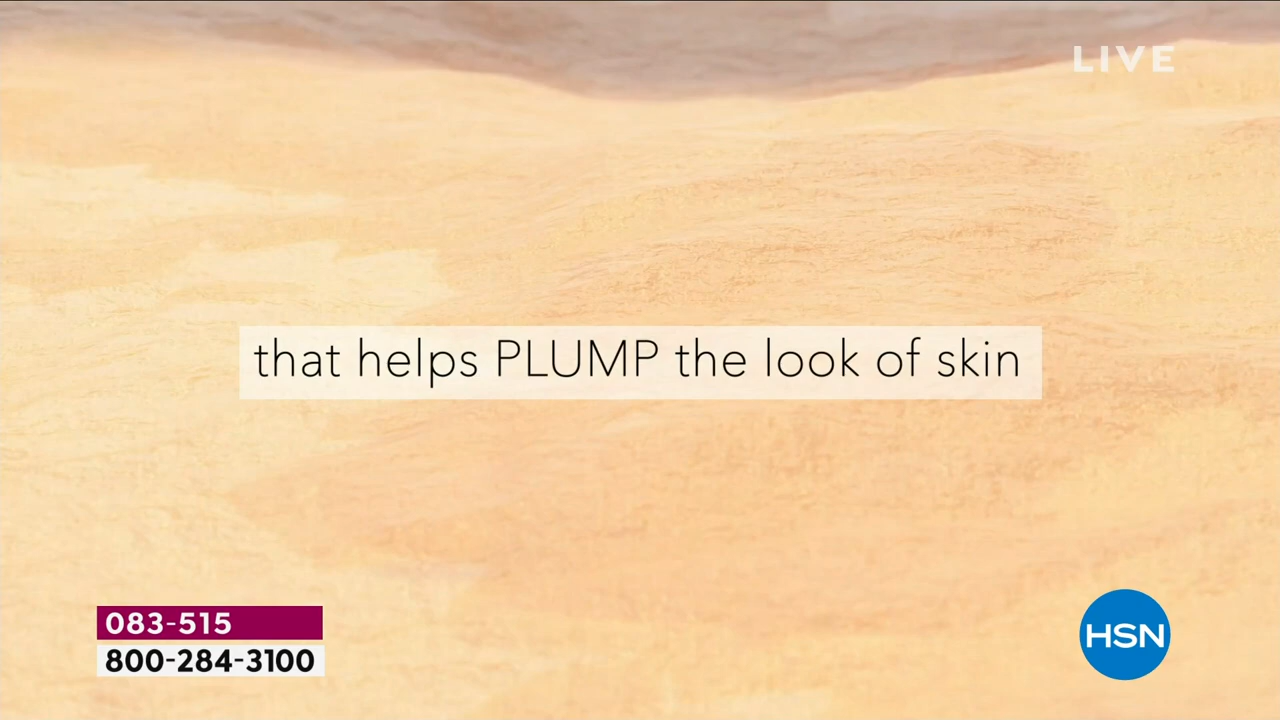 LIVE
that helps PLUMP the look of skin
083-515
800-284-3100
HSN